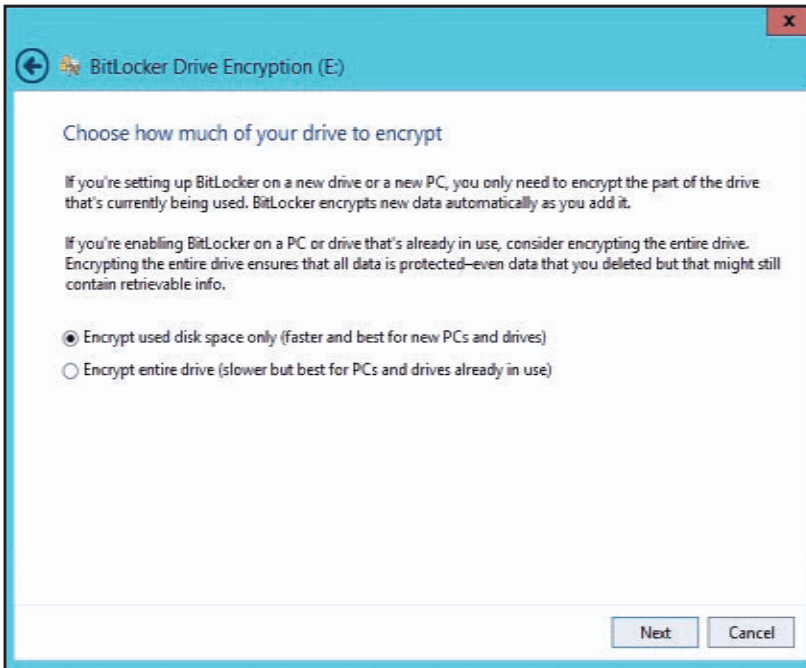 x
BitLocker Drive Encryption (E:)
Choose how much of your drive to encrypt
If you're setting up BitLocker on a new drive or a new PC, you only need to encrypt the part of the drive
that's currently being used. BitLocker encrypts new data automatically as you add it.
If you're enabling BitLocker on a PC or drive that's already in use, consider encrypting the entire drive.
Encrypting the entire drive ensures that all data is protected–even data that you deleted but that might still
contain retrievable info.
Encrypt used disk space only (faster and best for new PCs and drives)
Encrypt entire drive (slower but best for PCs and drives already in use)
Next Cancel